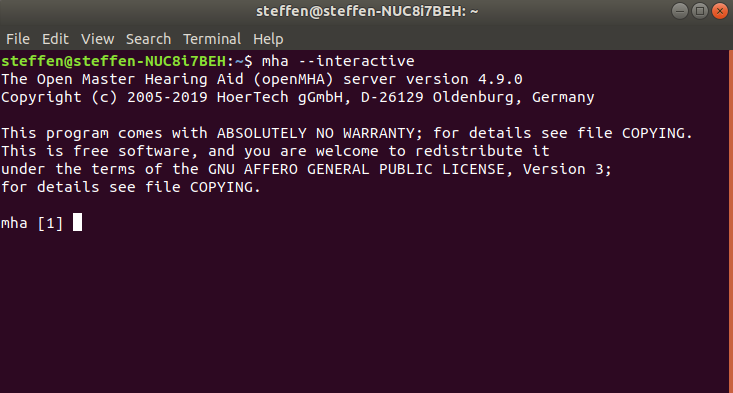 steffen@steffen-NUC8i7BEH: ~
File Edit View Search Terminal Help
steffen@steffen-NUC8i7BEH:~$ mha --interactive
The Open Master Hearing Aid (openMHA) server version 4.9.0
Copyright (c) 2005-2019 HoerTech gGmbH, D-26129 Oldenburg, Germany
This program comes with ABSOLUTELY NO WARRANTY; for details see file COPYING.
This is free software, and you are welcome to redistribute it
under the terms of the GNU AFFERO GENERAL PUBLIC LICENSE, Version 3;
for details see file COPYING.
mha [1]